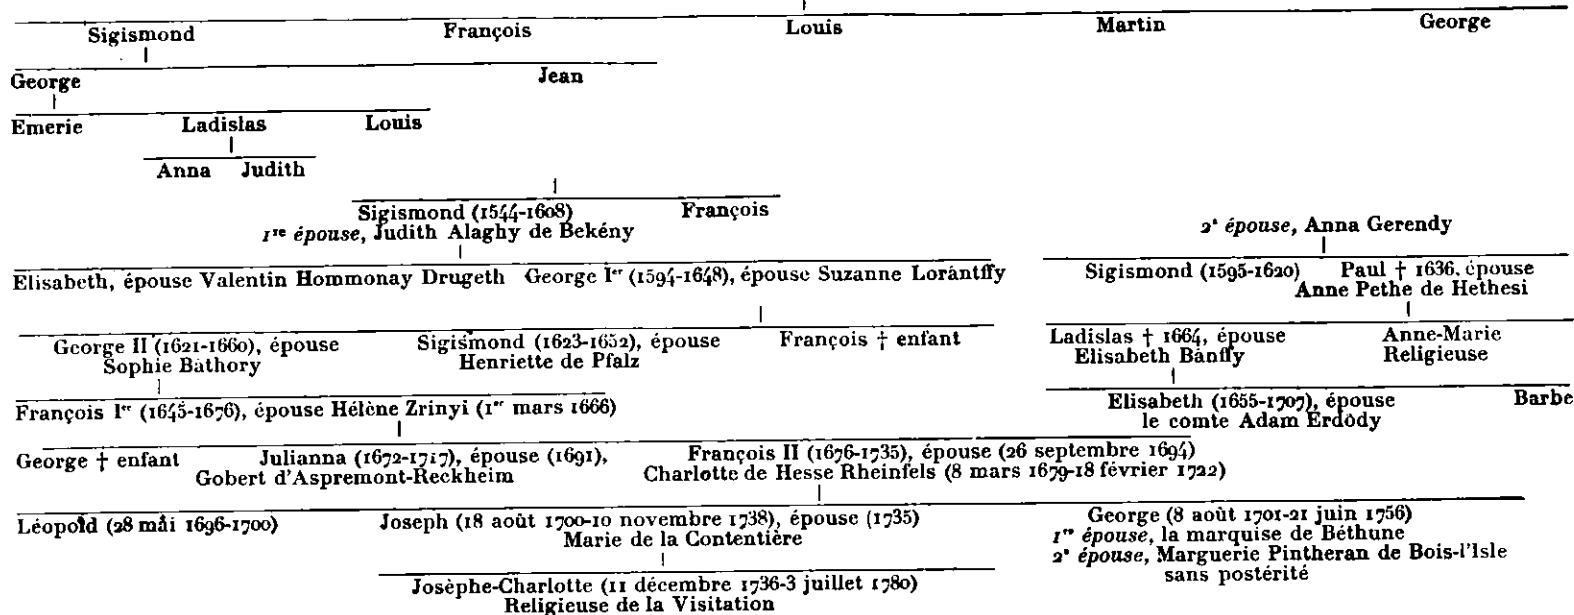 Sigismond François Louis Martin George
George Jean
Emerie Ladislas Louis
Anna Judith
Sigismond (1544-1608) François
1re épouse, Judith Alaghy de Bekény
2e épouse, Anna Gerendy
Elisabeth, épouse Valentin Hommonay Drugeth George Ier (1594-1648), épouse Suzanne Lorántffy
Sigismond (1595-1620) Paul † 1636, épouse
Anne Pethe de Hethesi
George II (1621-1660), épouse Sigismond (1623-1652), épouse François † enfant
Sophie Báthory Henriette de Pfalz
Ladislas † 1664, épouse Anne-Marie
Elisabeth Bánffy Religieuse
François Ier (1645-1676), épouse Hélène Zrinyi (1er mars 1666)
Elisabeth (1655-1707), épouse Barbe
le comte Adam Erdödy
George † enfant Julianna (1672-1717), épouse (1691), François II (1676-1735), épouse (26 septembre 1694)
Gobert d'Aspremont-Reckheim Charlotte de Hesse Rheinfels (8 mars 1679-18 février 1722)
Léopold (28 mái 1696-1700) Joseph (18 août 1700-10 novembre 1738), épouse (1735) George (8 août 1701-21 juin 1756)
Marie de la Contentière 1re épouse, la marquise de Béthune
2e épouse, Marguerie Pintheran de Bois-l'Isle
sans postérité
Josèphe-Charlotte (11 décembre 1736-3 juillet 1780)
Religieuse de la Visitation